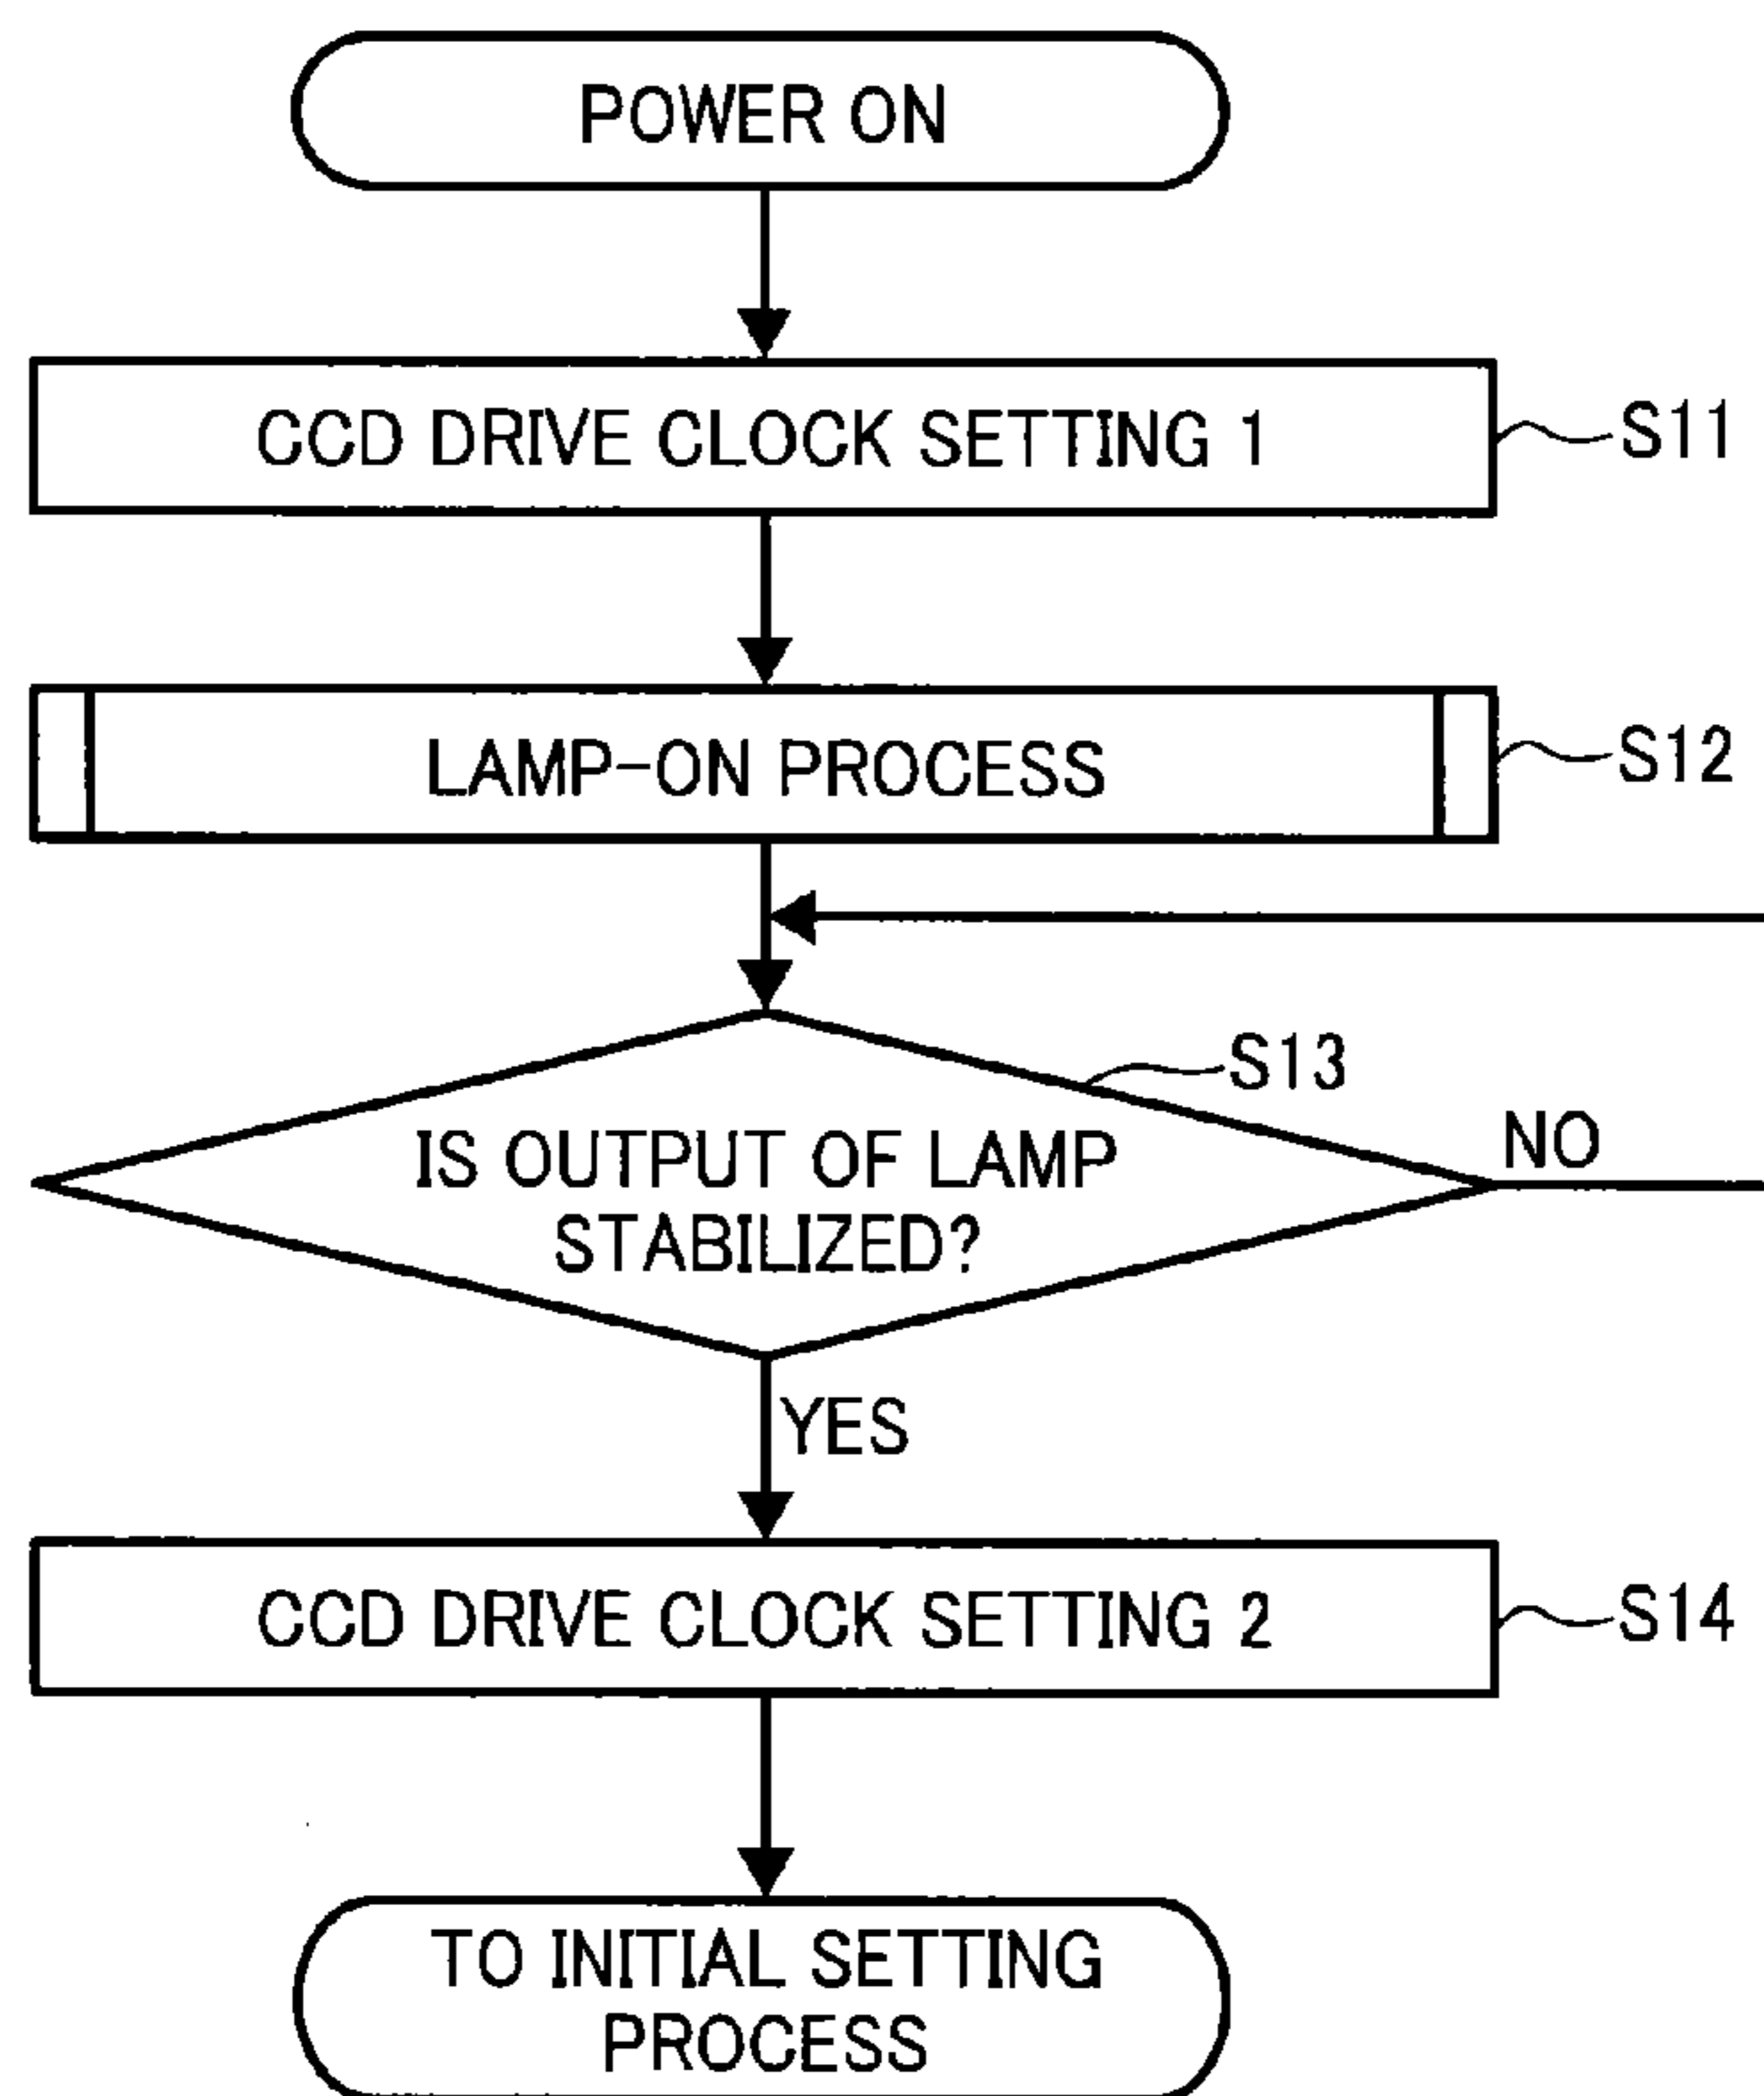 POWER ON
CCD DRIVE CLOCK SETTING 1
S11
LAMP-ON PROCESS
S12
S13
IS OUTPUT OF LAMP
STABILIZED?
NO
YES
CCD DRIVE CLOCK SETTING 2
S14
TO INITIAL SETTING
PROCESS